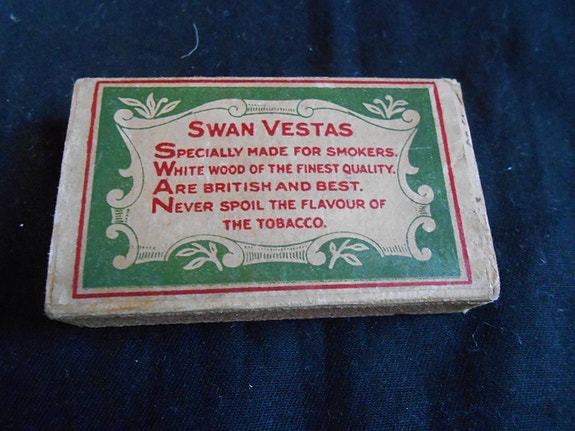 SWAN VESTAS
SPECIALLY MADE FOR SMOKERS.
WHITE WOOD OF THE FINEST QUALITY.
ARE BRITISH AND BEST.
NEVER SPOIL THE FLAVOUR OF
THE TOBACCO.